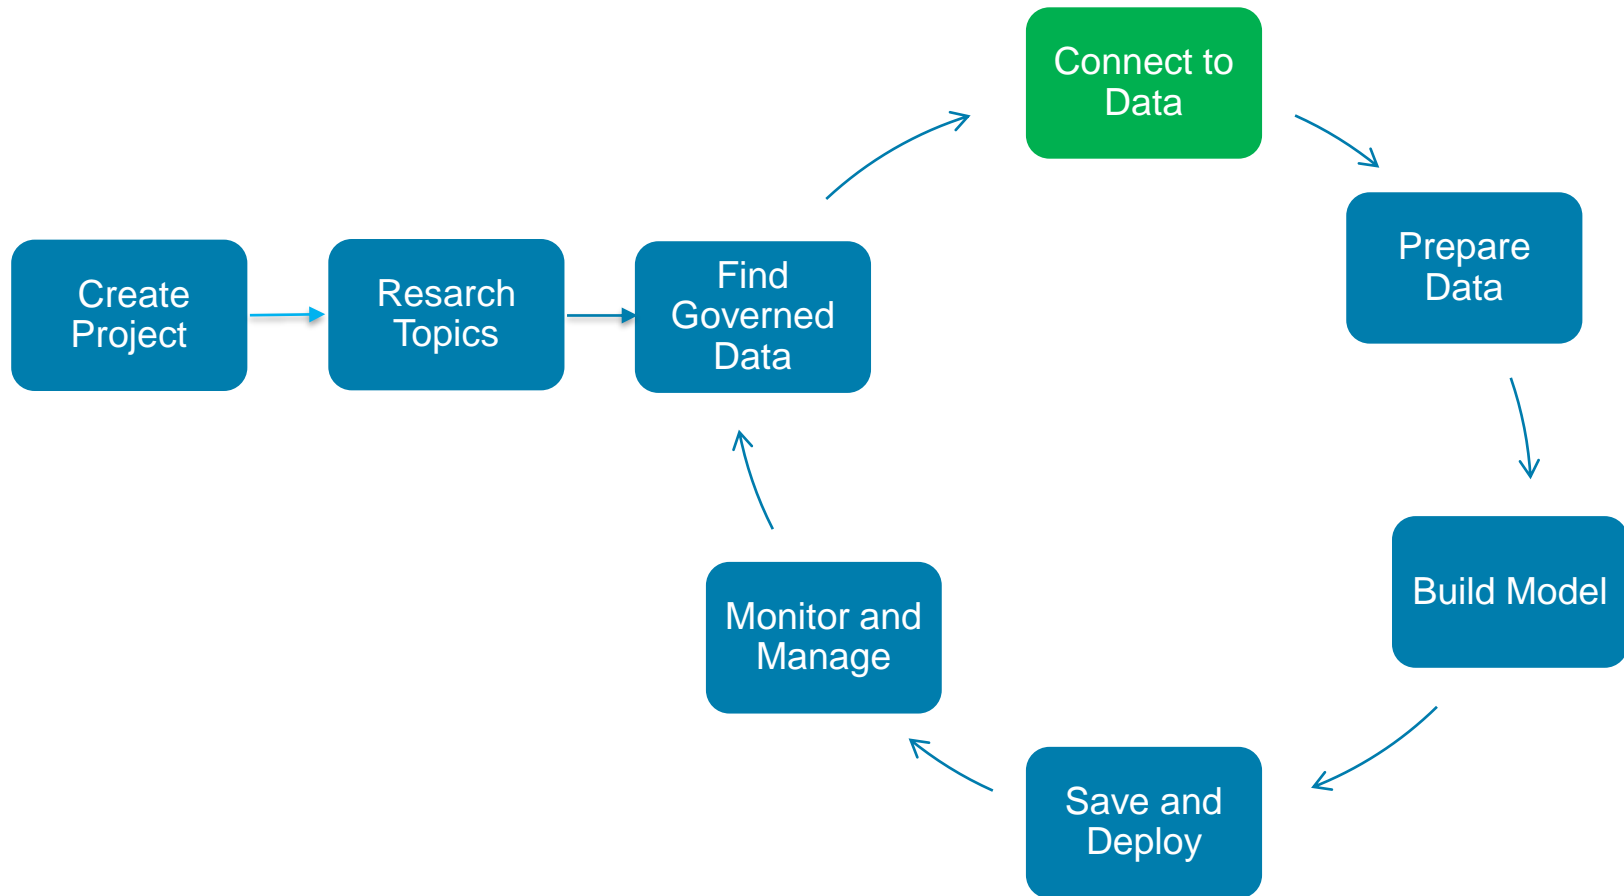 Create
Project
Resarch
Topics
Find
Governed
Data
Connect to
Data
Prepare
Data
Build Model
Save and
Deploy
Monitor and
Manage